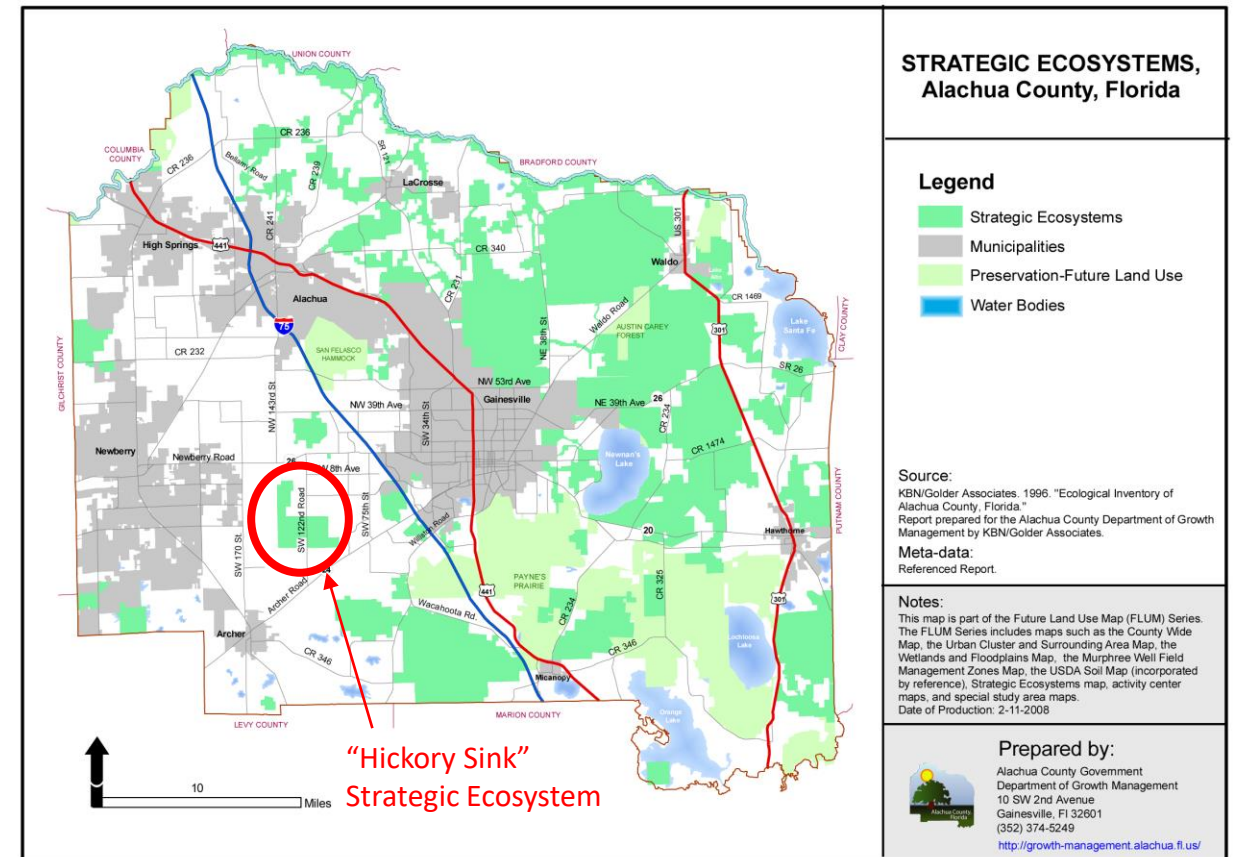 STRATEGIC ECOSYSTEMS,
Alachua County, Florida
Legend
Strategic Ecosystems
Municipalities
Preservation-Future Land Use
Water Bodies
Source:
KBN/Golder Associates. 1996. "Ecological Inventory of
Alachua County, Florida."
Report prepared for the Alachua County Department of Growth
Management by KBN/Golder Associates.
Meta-data:
Referenced Report.
Notes:
This map is part of the Future Land Use Map (FLUM) Series.
The FLUM Series includes maps such as the County Wide
Map, the Urban Cluster and Surrounding Area Map, the
Wetlands and Floodplains Map, the Murphree Well Field
Management Zones Map, the USDA Soil Map (incorporated
by reference), Strategic Ecosystems map, activity center
maps, and special study area maps.
Date of Production: 2-11-2008
Prepared by:
Alachua County Government
Department of Growth Management
10 SW 2nd Avenue
Gainesville, Fl 32601
(352) 374-5249
http://growth-management.alachua.fl.us/
Alachua County
Florida
UNION COUNTY
COLUMBIA
COUNTY
BRADFORD COUNTY
CR 236
CR 236
Bellamy Road
CR 239
SR 121
LaCrosse
CR 241
US 301
High Springs
441
CR 340
Waldo
Alachua
CR 231
CR 1469
CLAY COUNTY
Lake
Santa Fe
75
Waldo Road
AUSTIN CAREY
FOREST
301
NE 38th St
CR 232
SAN FELASCO
HAMMOCK
SR 26
GILCHRIST COUNTY
NW 53rd Ave
NW 143rd St
NW 39th Ave
SW 34th St
Gainesville
NE 39th Ave
26
CR 234
CR 1474
Newberry
Newberry Road
26
8th Ave
Newnan's
Lake
SW 122nd Road
SW 75th St
Williston Road
20
Hawthorne
PUTNAM COUNTY
SW 170 St
24
Archer Road
PAYNE'S
PRAIRIE
CR 325
441
301
Wacahoota Rd.
CR 234
Archer
Lochloosa
Lake
CR 346
CR 346
Micanopy
LEVY COUNTY
MARION COUNTY
Orange
Lake
10
Miles
“Hickory Sink”
Strategic Ecosystem